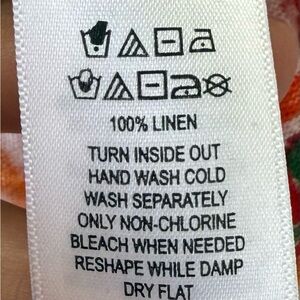 100% LINEN
TURN INSIDE OUT
HAND WASH COLD
WASH SEPARATELY
ONLY NON-CHLORINE
BLEACH WHEN NEEDED
RESHAPE WHILE DAMP
DRY FLAT